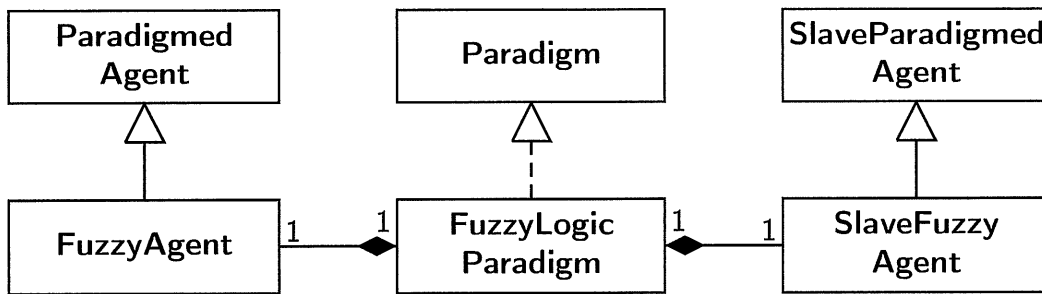 Paradigmed
Agent
Paradigm
SlaveParadigmed
Agent
FuzzyAgent
1
1
FuzzyLogic
Paradigm
1
1
SlaveFuzzy
Agent